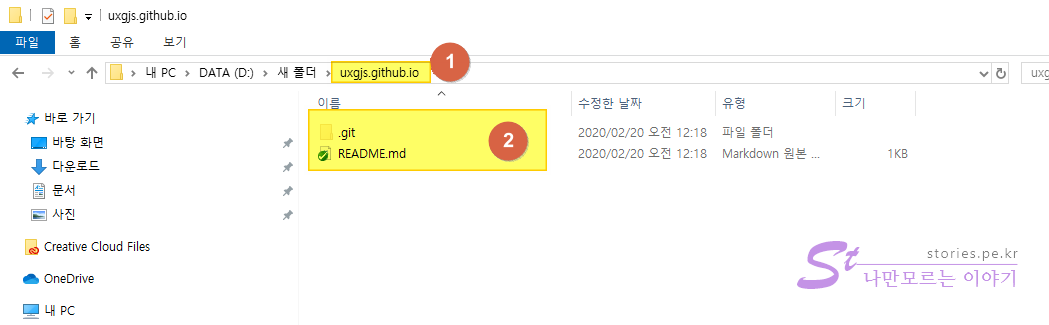 uxgjs.github.io
파일 홈 공유 보기
내 PC > DATA (D:) > 새 폴더 > uxgjs.github.io
1
이름 수정한 날짜 유형 크기
.git 2020/02/20 오전 12:18 파일 폴더
README.md 2020/02/20 오전 12:18 Markdown 원본 ... 1KB
2
바로 가기
바탕 화면
다운로드
문서
사진
Creative Cloud Files
OneDrive
내 PC
St stories.pe.kr
나만모르는 이야기